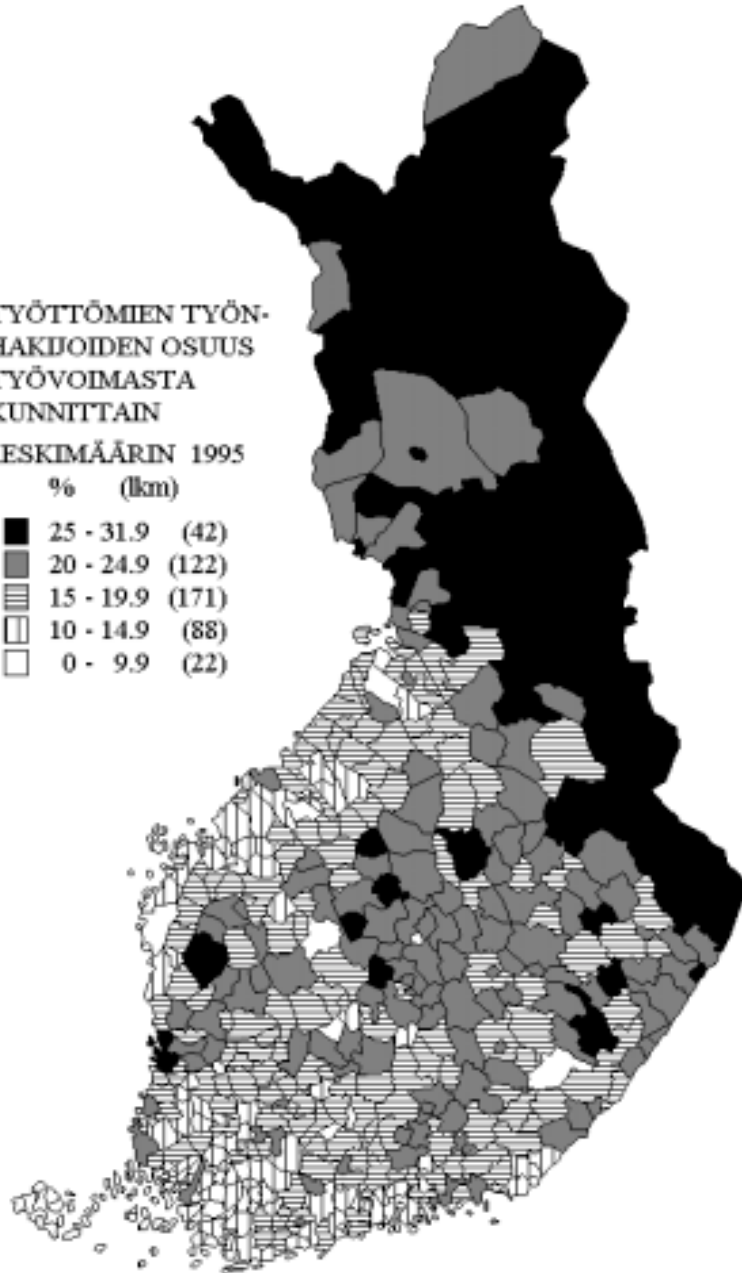 TYÖTTÖMIEN TYÖN-
HAKIJOIDEN OSUUS
TYÖVOIMASTA
KUNNITTAIN
KESKIMÄÄRIN 1995
% (lkm)
25 - 31.9 (42)
20 - 24.9 (122)
15 - 19.9 (171)
10 - 14.9 (88)
0 - 9.9 (22)